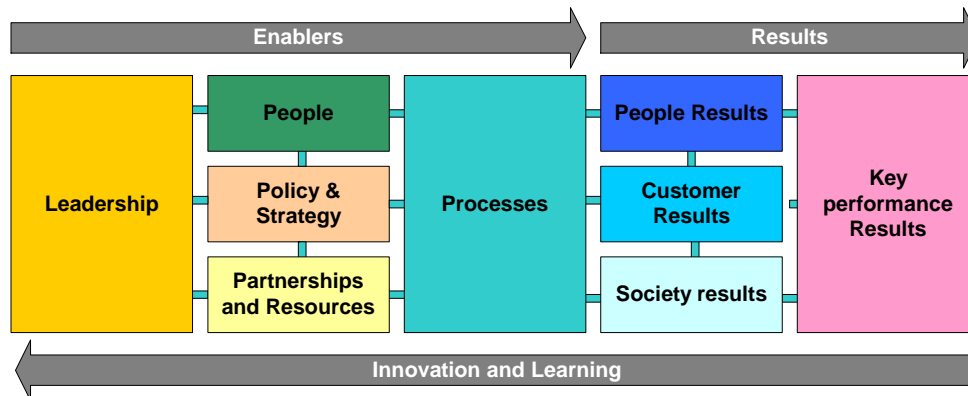 Enablers
Results
People
People Results
Leadership
Policy &
Strategy
Processes
Customer
Results
Key
performance
Results
Partnerships
and Resources
Society results
Innovation and Learning